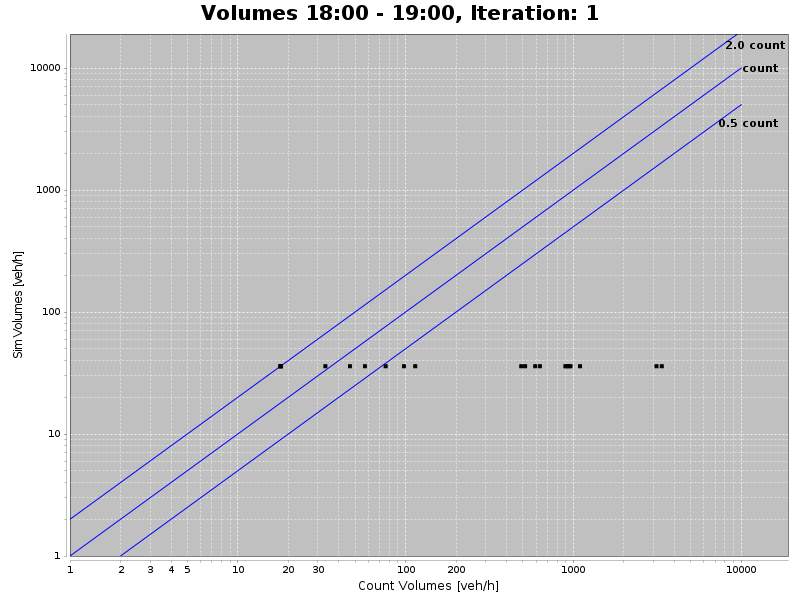 Volumes 18:00 - 19:00, Iteration: 1
2.0 count
count
0.5 count
Sim Volumes [veh/h]
10000
1000
100
10
1
1 2 3 4 5 10 20 30 100 200 1000 10000
Count Volumes [veh/h]